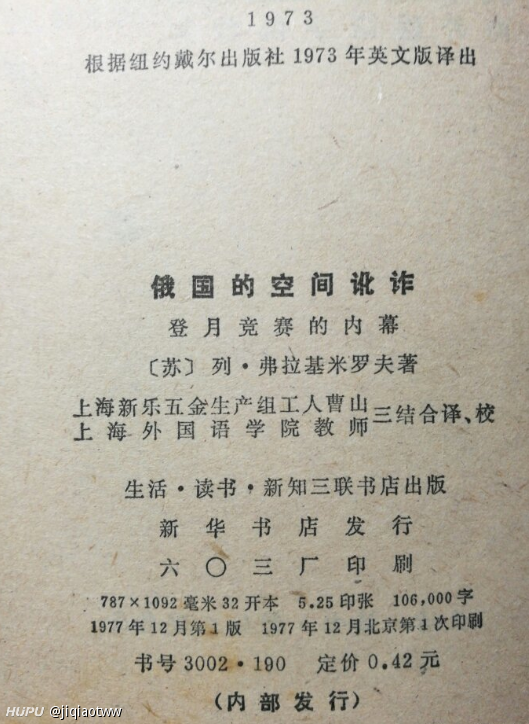 1973
根据纽约戴尔出版社1973年英文版译出
俄国的空间讹诈
登月竞赛的内幕
〔苏〕列·弗拉基米罗夫著
上海新乐五金生产组工人曹山
上海外国语学院教师
三结合译、校
生活·读书·新知三联书店出版
新华书店发行
六〇三厂印刷
787×1092毫米32开本 5.25印张 106,000字
1977年12月第1版 1977年12月北京第1次印刷
书号3002·190 定价0.42元
(内部发行)
HUPU @jiqiaotww